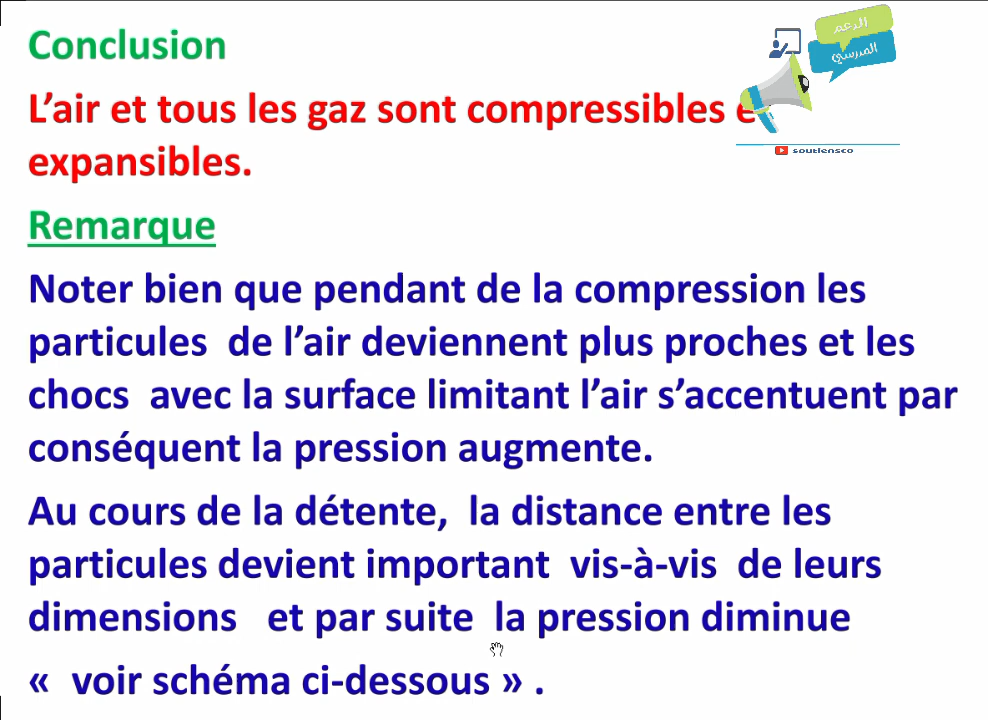 Conclusion
الدعم
المدرسي
L’air et tous les gaz sont compressibles e
expansibles.
soutiensco
Remarque
Noter bien que pendant de la compression les
particules de l’air deviennent plus proches et les
chocs avec la surface limitant l’air s’accentuent par
conséquent la pression augmente.
Au cours de la détente, la distance entre les
particules devient important vis-à-vis de leurs
dimensions et par suite la pression diminue
« voir schéma ci-dessous » .